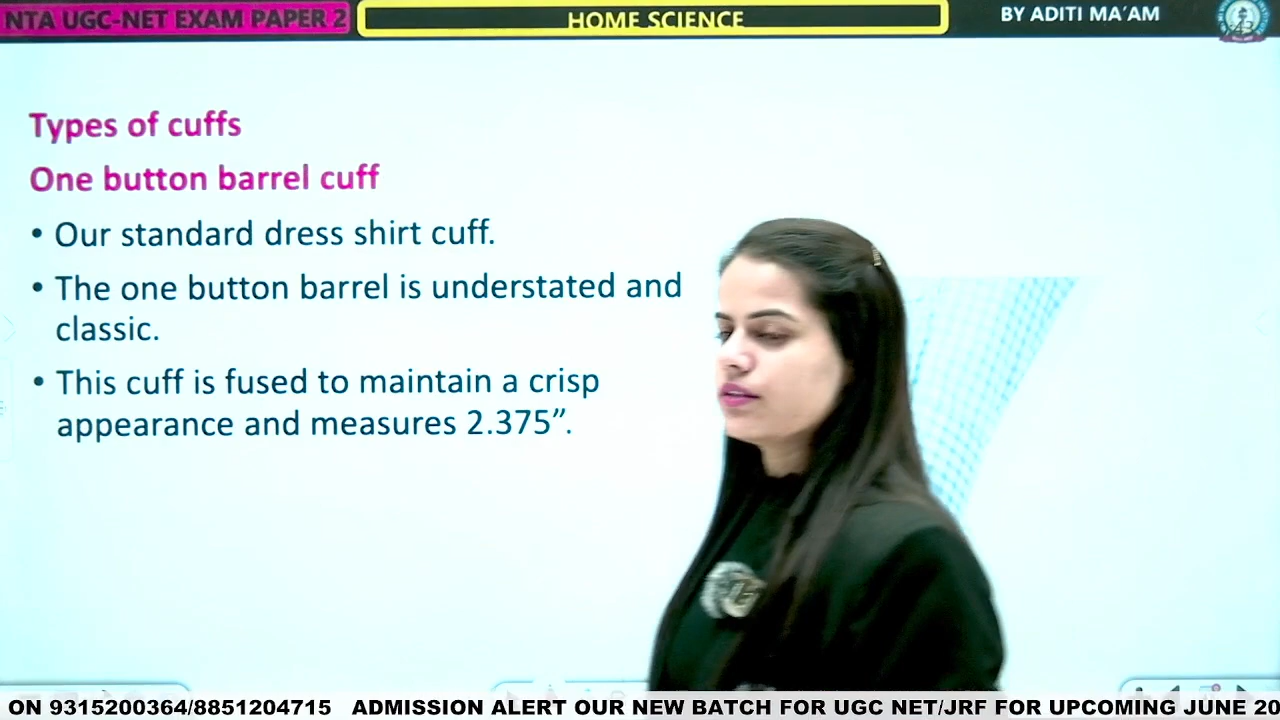 NTA UGC-NET EXAM PAPER 2
HOME SCIENCE
BY ADITI MA'AM
Types of cuffs
One button barrel cuff
• Our standard dress shirt cuff.
• The one button barrel is understated and
classic.
• This cuff is fused to maintain a crisp
appearance and measures 2.375”.
ON 9315200364/8851204715 ADMISSION ALERT OUR NEW BATCH FOR UGC NET/JRF FOR UPCOMING JUNE 20